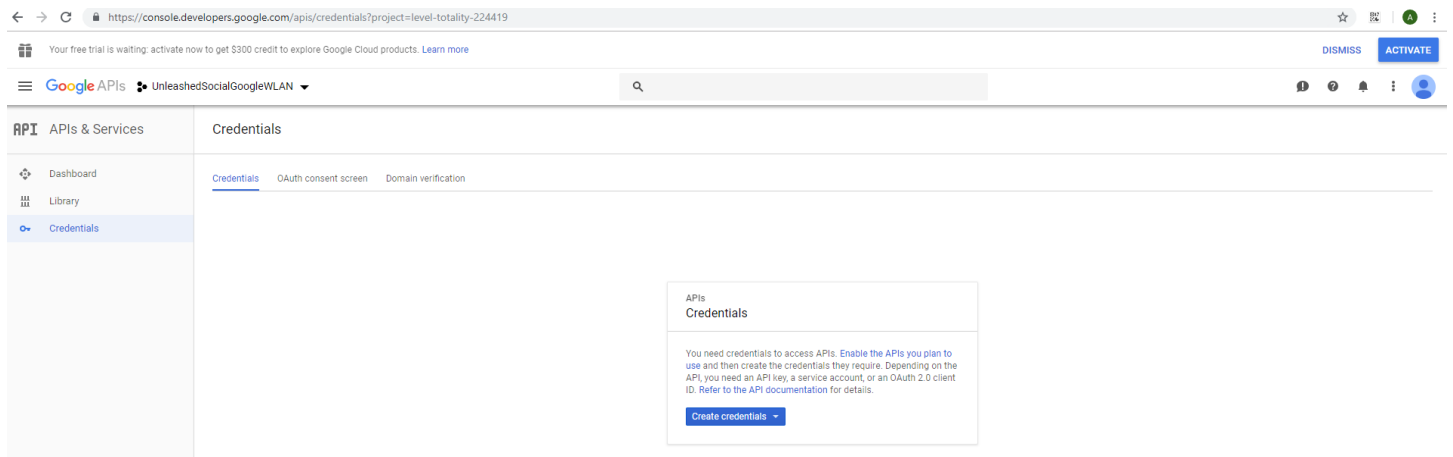 https://console.developers.google.com/apis/credentials?project=level-totality-224419
A
Your free trial is waiting: activate now to get $300 credit to explore Google Cloud products. Learn more
DISMISS
ACTIVATE
Google APIs
UnleashedSocialGoogleWLAN
API
APIs & Services
Credentials
Dashboard
Library
Credentials
Credentials
OAuth consent screen
Domain verification
APIs
Credentials
You need credentials to access APIs. Enable the APIs you plan to
use and then create the credentials they require. Depending on the
API, you need an API key, a service account, or an OAuth 2.0 client
ID. Refer to the API documentation for details.
Create credentials